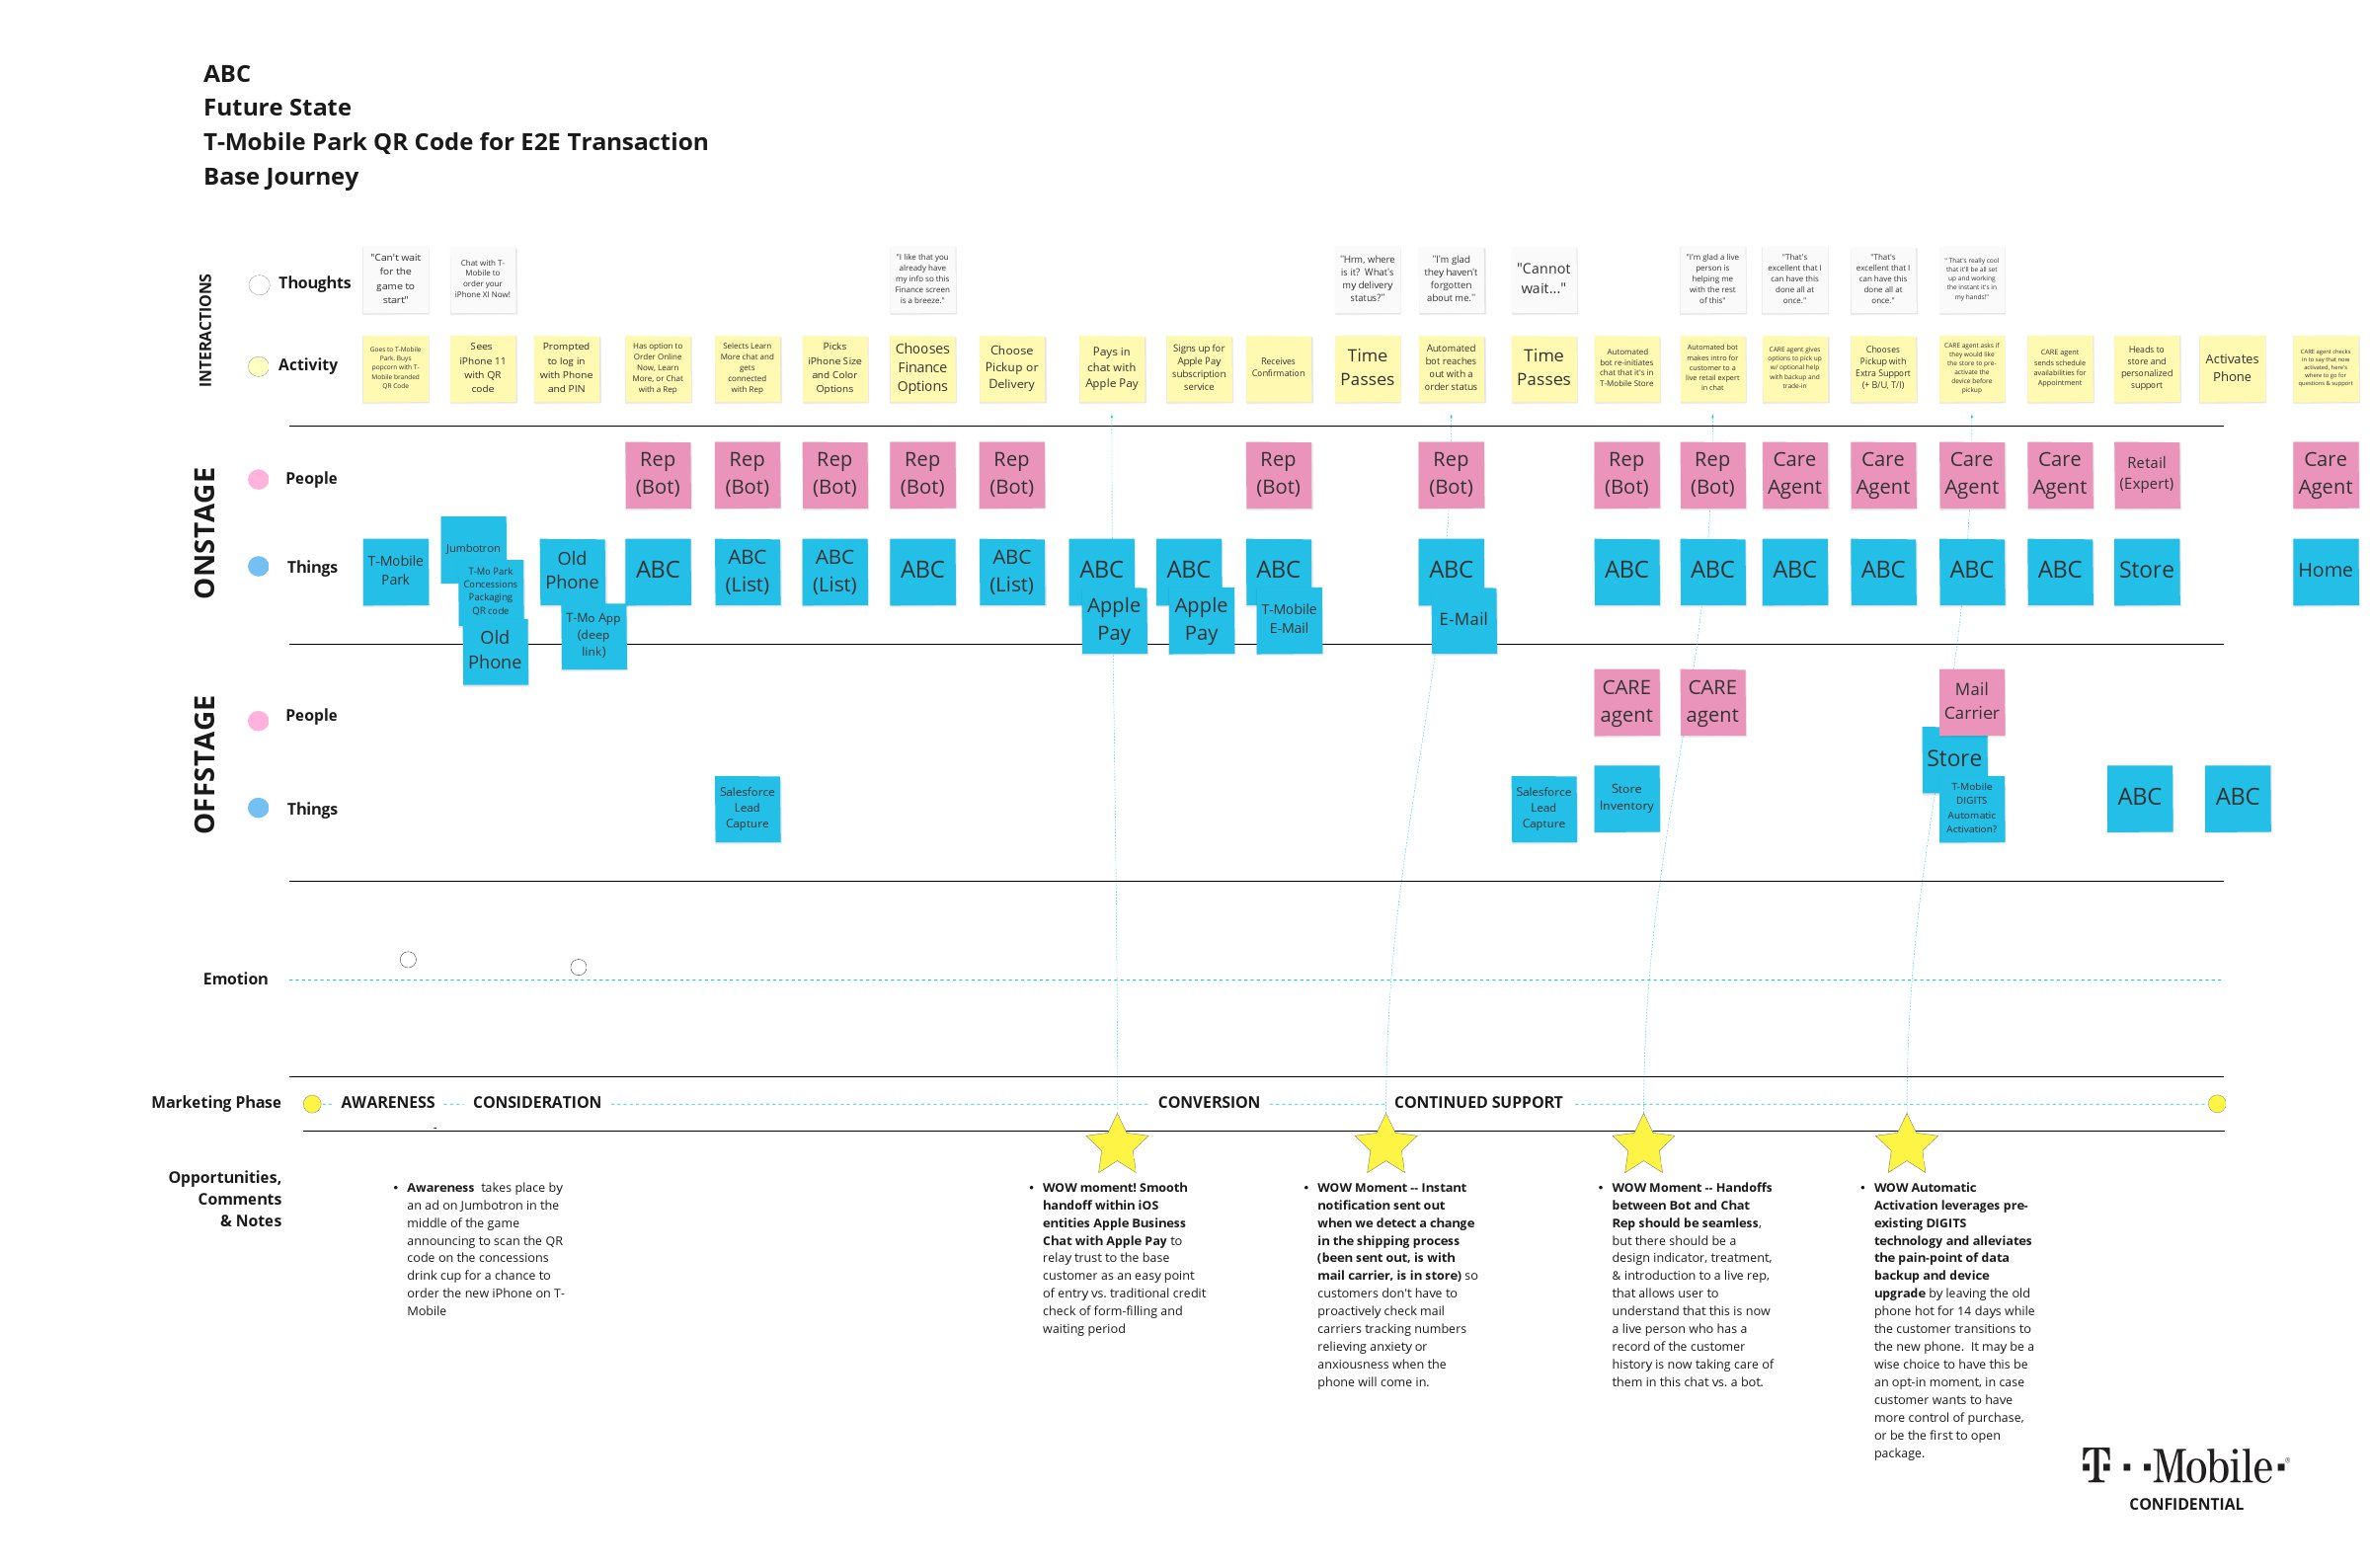 ABC
Future State
T-Mobile Park QR Code for E2E Transaction
Base Journey
INTERACTIONS
Thoughts
"Can't wait
for the
game to
start"
Chat with T-
Mobile to
order your
iPhone XI Now!
"I like that you
already have
my info so this
Finance screen
is a breeze."
"Hrm, where
is it? What's
my delivery
status?"
"I'm glad
they haven't
forgotten
about me."
"Cannot
wait..."
"I'm glad a live
person is
helping me
with the rest
of this"
"That's
excellent that I
can have this
done all at
once."
"That's
excellent that I
can have this
done all at
once."
" That's really cool
that it'll be all set
up and working
the instant it's in
my hands!"
Activity
Goes to T-Mobile
Park. Buys
popcorn with T-
Mobile branded
QR Code
Sees
iPhone 11
with QR
code
Prompted
to log in
with Phone
and PIN
Has option to
Order Online
Now, Learn
More, or Chat
with a Rep
Selects Learn
More chat and
gets
connected
with Rep
Picks
iPhone Size
and Color
Options
Chooses
Finance
Options
Choose
Pickup or
Delivery
Pays in
chat with
Apple Pay
Signs up for
Apple Pay
subscription
service
Receives
Confirmation
Time
Passes
Automated
bot reaches
out with a
order status
Time
Passes
Automated
bot re-initiates
chat that it's in
T-Mobile Store
Automated bot
makes intro for
customer to a
live retail expert
in chat
CARE agent gives
options to pick up
w/ optional help
with backup and
trade-in
Chooses
Pickup with
Extra Support
(+ B/U, T/I)
CARE agent asks if
they would like
the store to pre-
activate the
device before
pickup
CARE agent
sends schedule
availabilities for
Appointment
Heads to
store and
personalized
support
Activates
Phone
CARE agent checks
in to say that now
activated, here's
where to go for
questions & support
ONSTAGE
People
Rep
(Bot)
Rep
(Bot)
Rep
(Bot)
Rep
(Bot)
Rep
(Bot)
Rep
(Bot)
Rep
(Bot)
Rep
(Bot)
Rep
(Bot)
Care
Agent
Care
Agent
Care
Agent
Care
Agent
Retail
(Expert)
Care
Agent
Things
T-Mobile
Park
Jumbotron
T-Mo Park
Concessions
Packaging
QR code
Old
Phone
Old
Phone
T-Mo App
(deep
link)
ABC
ABC
(List)
ABC
(List)
ABC
ABC
(List)
ABC
Apple
Pay
ABC
Apple
Pay
ABC
T-Mobile
E-Mail
ABC
E-Mail
ABC
ABC
ABC
ABC
ABC
ABC
Store
Home
OFFSTAGE
People
CARE
agent
CARE
agent
Mail
Carrier
Things
Salesforce
Lead
Capture
Salesforce
Lead
Capture
Store
Inventory
Store
T-Mobile
DIGITS
Automatic
Activation?
ABC
ABC
Emotion
Marketing Phase
AWARENESS
CONSIDERATION
CONVERSION
CONTINUED SUPPORT
-
Opportunities,
Comments
& Notes
• Awareness takes place by
an ad on Jumbotron in the
middle of the game
announcing to scan the QR
code on the concessions
drink cup for a chance to
order the new iPhone on T-
Mobile
• WOW moment! Smooth
handoff within iOS
entities Apple Business
Chat with Apple Pay to
relay trust to the base
customer as an easy point
of entry vs. traditional credit
check of form-filling and
waiting period
• WOW Moment -- Instant
notification sent out
when we detect a change
in the shipping process
(been sent out, is with
mail carrier, is in store) so
customers don't have to
proactively check mail
carriers tracking numbers
relieving anxiety or
anxiousness when the
phone will come in.
• WOW Moment -- Handoffs
between Bot and Chat
Rep should be seamless,
but there should be a
design indicator, treatment,
& introduction to a live rep,
that allows user to
understand that this is now
a live person who has a
record of the customer
history is now taking care of
them in this chat vs. a bot.
• WOW Automatic
Activation leverages pre-
existing DIGITS
technology and alleviates
the pain-point of data
backup and device
upgrade by leaving the old
phone hot for 14 days while
the customer transitions to
the new phone. It may be a
wise choice to have this be
an opt-in moment, in case
customer wants to have
more control of purchase,
or be the first to open
package.
T··Mobile·®
CONFIDENTIAL